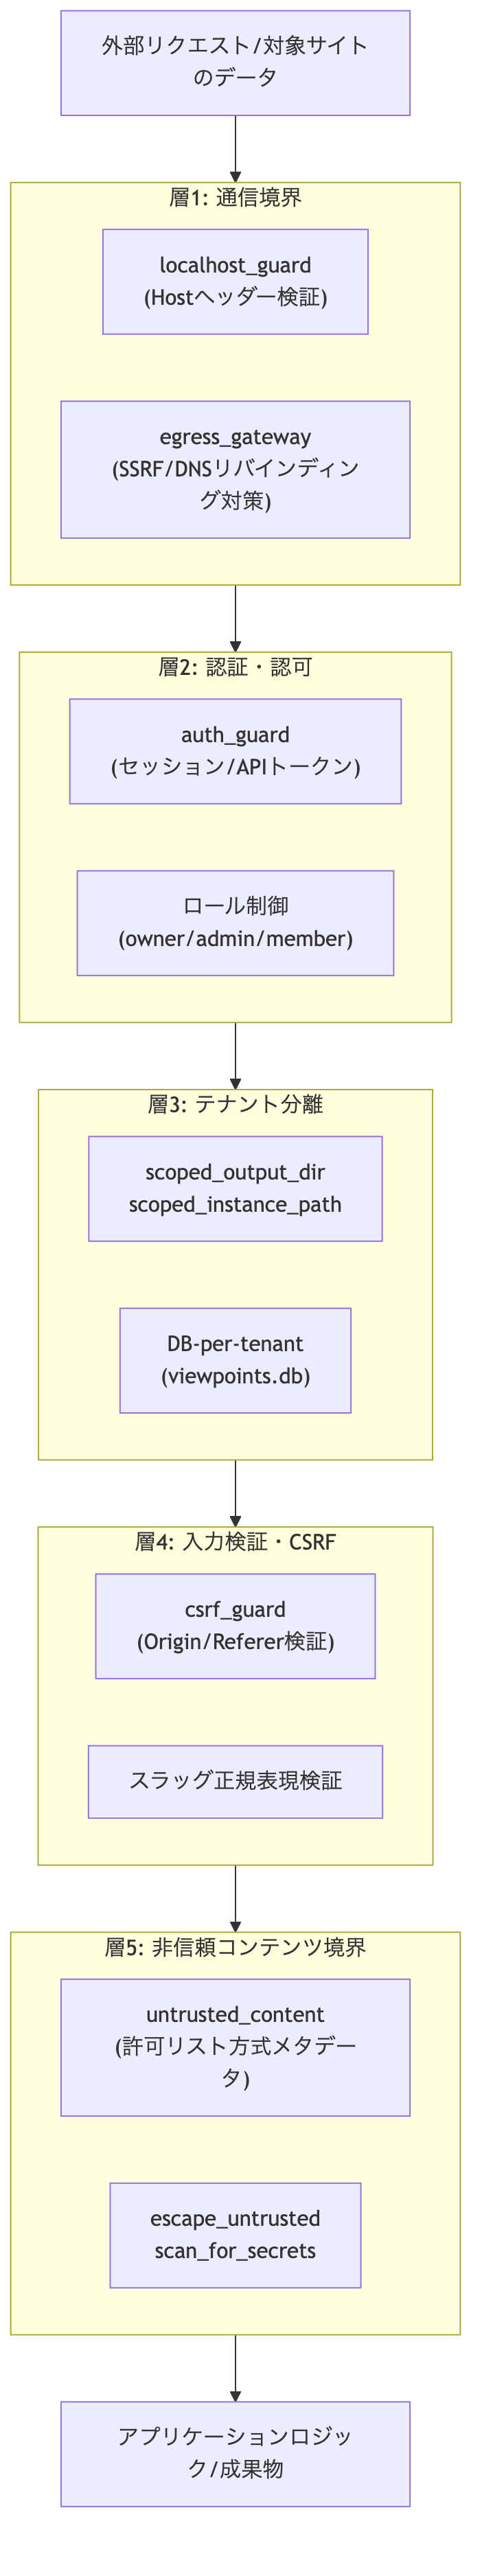 外部リクエスト/対象サイト
のデータ
層1: 通信境界
localhost_guard
(Hostヘッダー検証)
egress_gateway
(SSRF/DNSリバインディン
グ対策)
層2: 認証・認可
auth_guard
(セッション/APIトークン)
ロール制御
(owner/admin/member)
層3: テナント分離
scoped_output_dir
scoped_instance_path
DB-per-tenant
(viewpoints.db)
層4: 入力検証・CSRF
csrf_guard
(Origin/Referer検証)
スラッグ正規表現検証
層5: 非信頼コンテンツ境界
untrusted_content
(許可リスト方式メタデー
タ)
escape_untrusted
scan_for_secrets
アプリケーションロジッ
ク/成果物